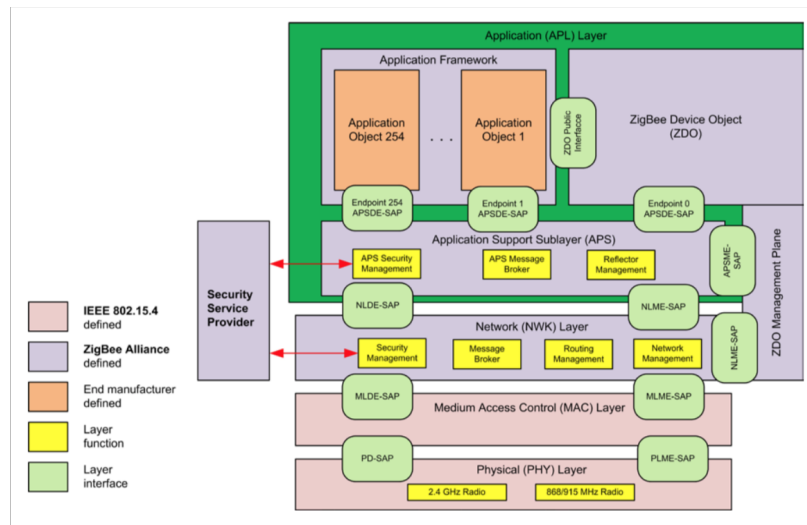 Application (APL) Layer
Application Framework
Application
Object 254
. . .
Application
Object 1
ZDO Public
Interfacce
ZigBee Device Object
(ZDO)
Endpoint 254
APSDE-SAP
Endpoint 1
APSDE-SAP
Endpoint 0
APSDE-SAP
Application Support Sublayer (APS)
APS Security
Management
APS Message
Broker
Reflector
Management
APSME-
SAP
ZDO Management Plane
Security
Service
Provider
NLDE-SAP
NLME-SAP
Network (NWK) Layer
Security
Management
Message
Broker
Routing
Management
Network
Management
NLME-SAP
MLDE-SAP
MLME-SAP
Medium Access Control (MAC) Layer
PD-SAP
PLME-SAP
Physical (PHY) Layer
2.4 GHz Radio
868/915 MHz Radio
IEEE 802.15.4
defined
ZigBee Alliance
defined
End manufacturer
defined
Layer
function
Layer
interface